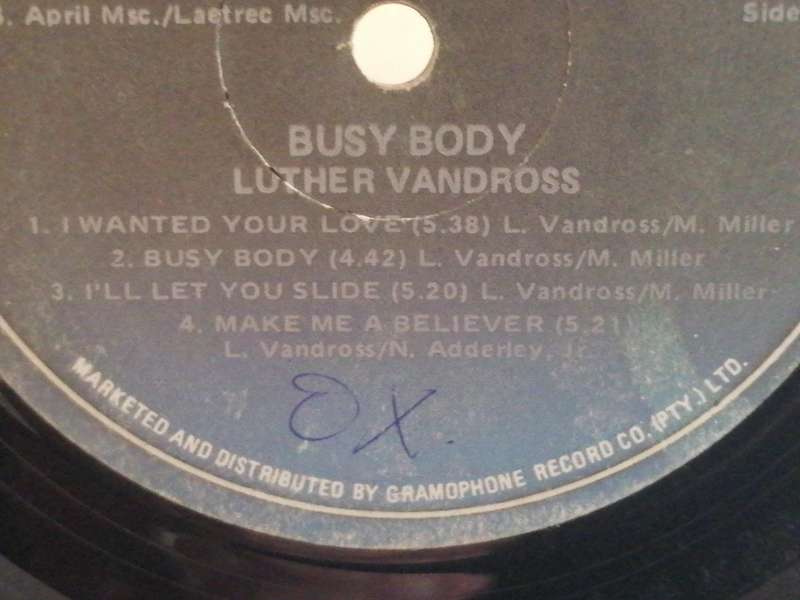 April Msc./Laetrec Msc. Side
BUSY BODY
LUTHER VANDROSS
1. I WANTED YOUR LOVE (5.38) L. Vandross/M. Miller
2. BUSY BODY (4.42) L. Vandross/M. Miller
3. I'LL LET YOU SLIDE (5.20) L. Vandross/M. Miller
4. MAKE ME A BELIEVER (5.21)
L. Vandross/N. Adderley, Jr.
OX.
MARKETED AND DISTRIBUTED BY GRAMOPHONE RECORD CO. (PTY.) LTD.